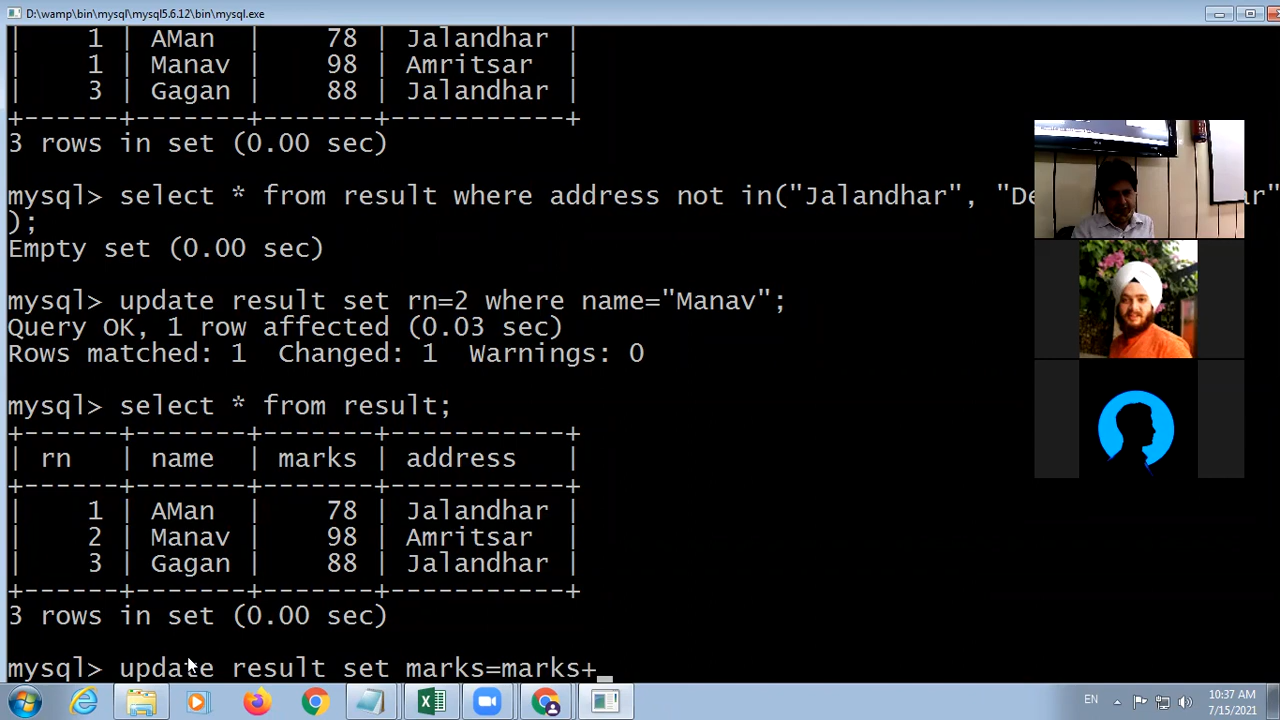 D:\wamp\bin\mysql\mysql5.6.12\bin\mysql.exe
| 1 | AMan | 78 | Jalandhar |
| 1 | Manav | 98 | Amritsar |
| 3 | Gagan | 88 | Jalandhar |
+------+-------+-------+-----------+
3 rows in set (0.00 sec)
mysql> select * from result where address not in("Jalandhar", "De
);
Empty set (0.00 sec)
mysql> update result set rn=2 where name="Manav";
Query OK, 1 row affected (0.03 sec)
Rows matched: 1 Changed: 1 Warnings: 0
mysql> select * from result;
+------+-------+-------+-----------+
| rn | name | marks | address |
+------+-------+-------+-----------+
| 1 | AMan | 78 | Jalandhar |
| 2 | Manav | 98 | Amritsar |
| 3 | Gagan | 88 | Jalandhar |
+------+-------+-------+-----------+
3 rows in set (0.00 sec)
mysql> update result set marks=marks+_
EN
10:37 AM
7/15/2021